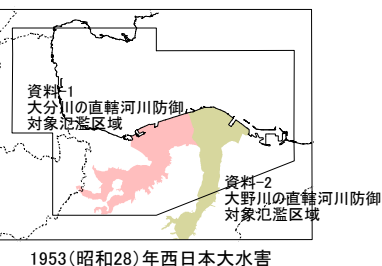 資料-1
大分川の直轄河川防御
対象氾濫区域
資料-2
大野川の直轄河川防御
対象氾濫区域
1953(昭和28)年西日本大水害